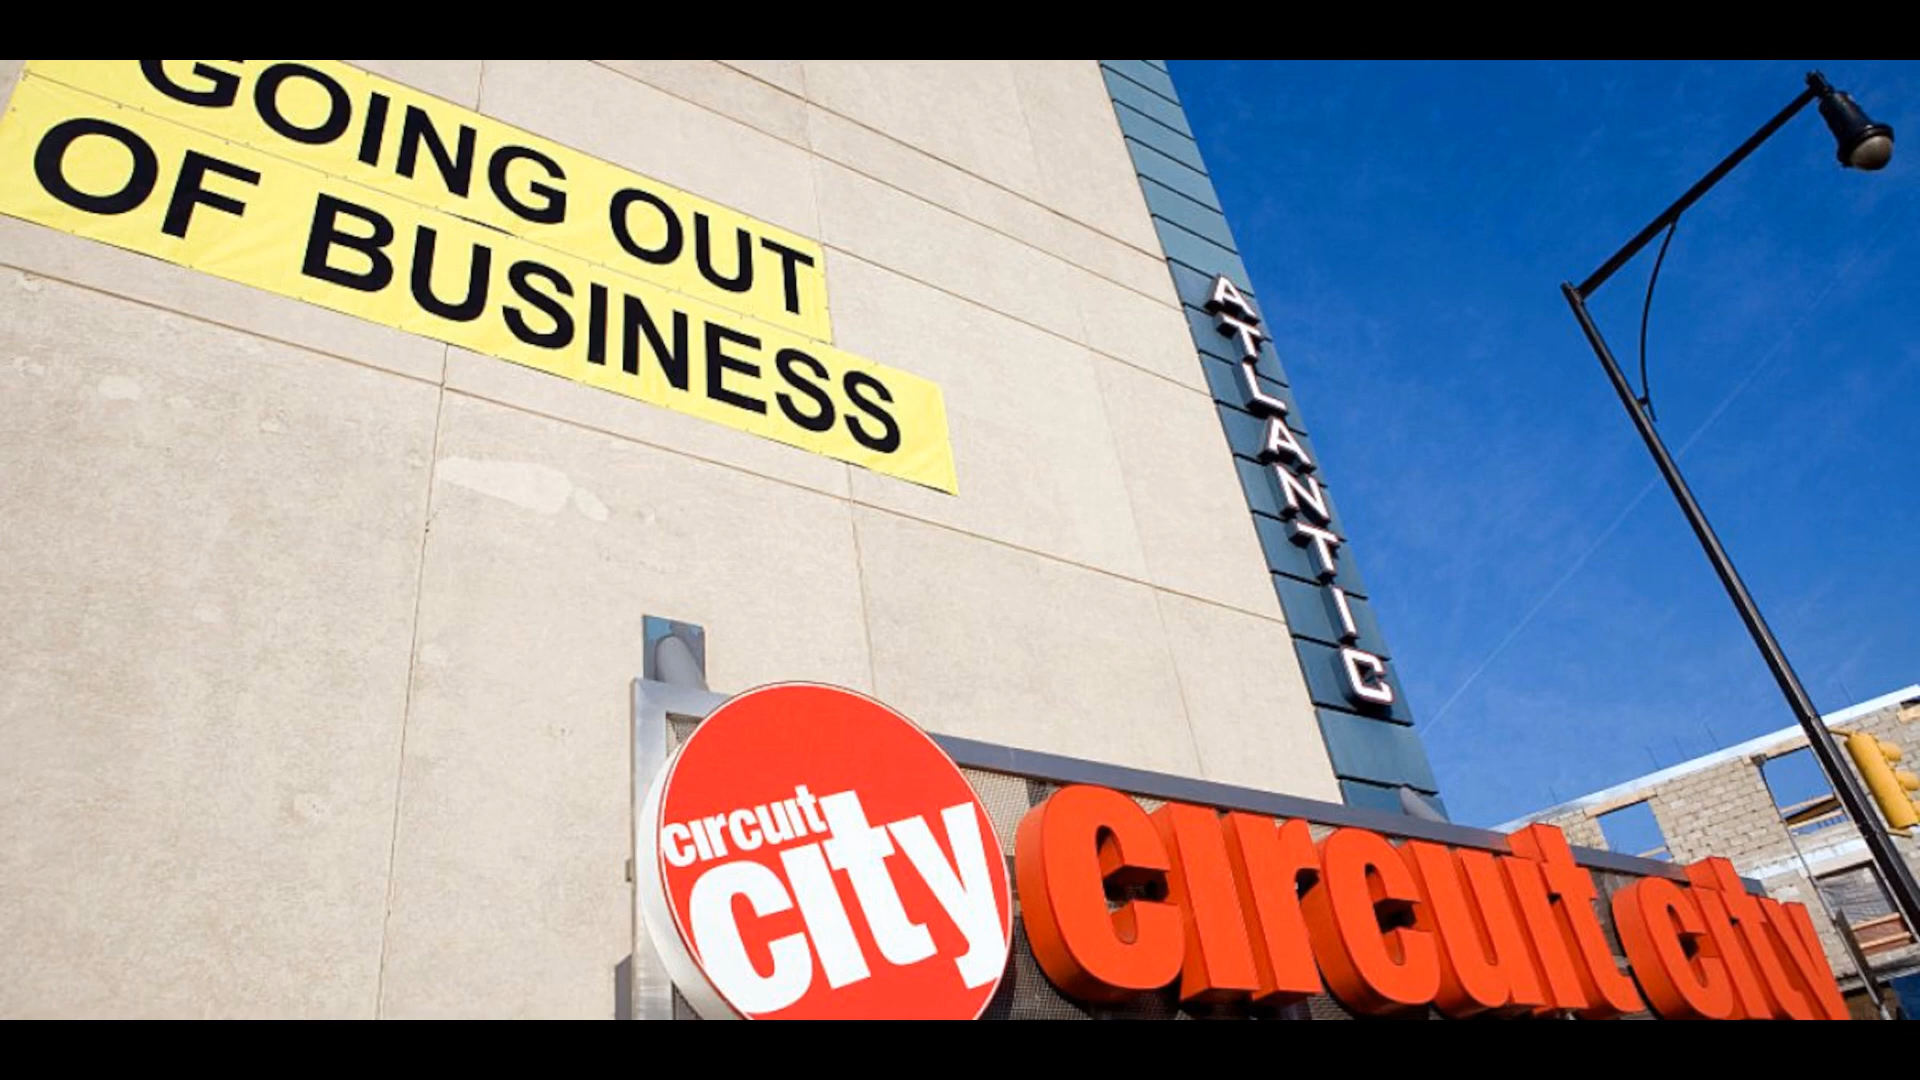 GOING OUT
OF BUSINESS
ATLANTIC
circuit
city
circuit city